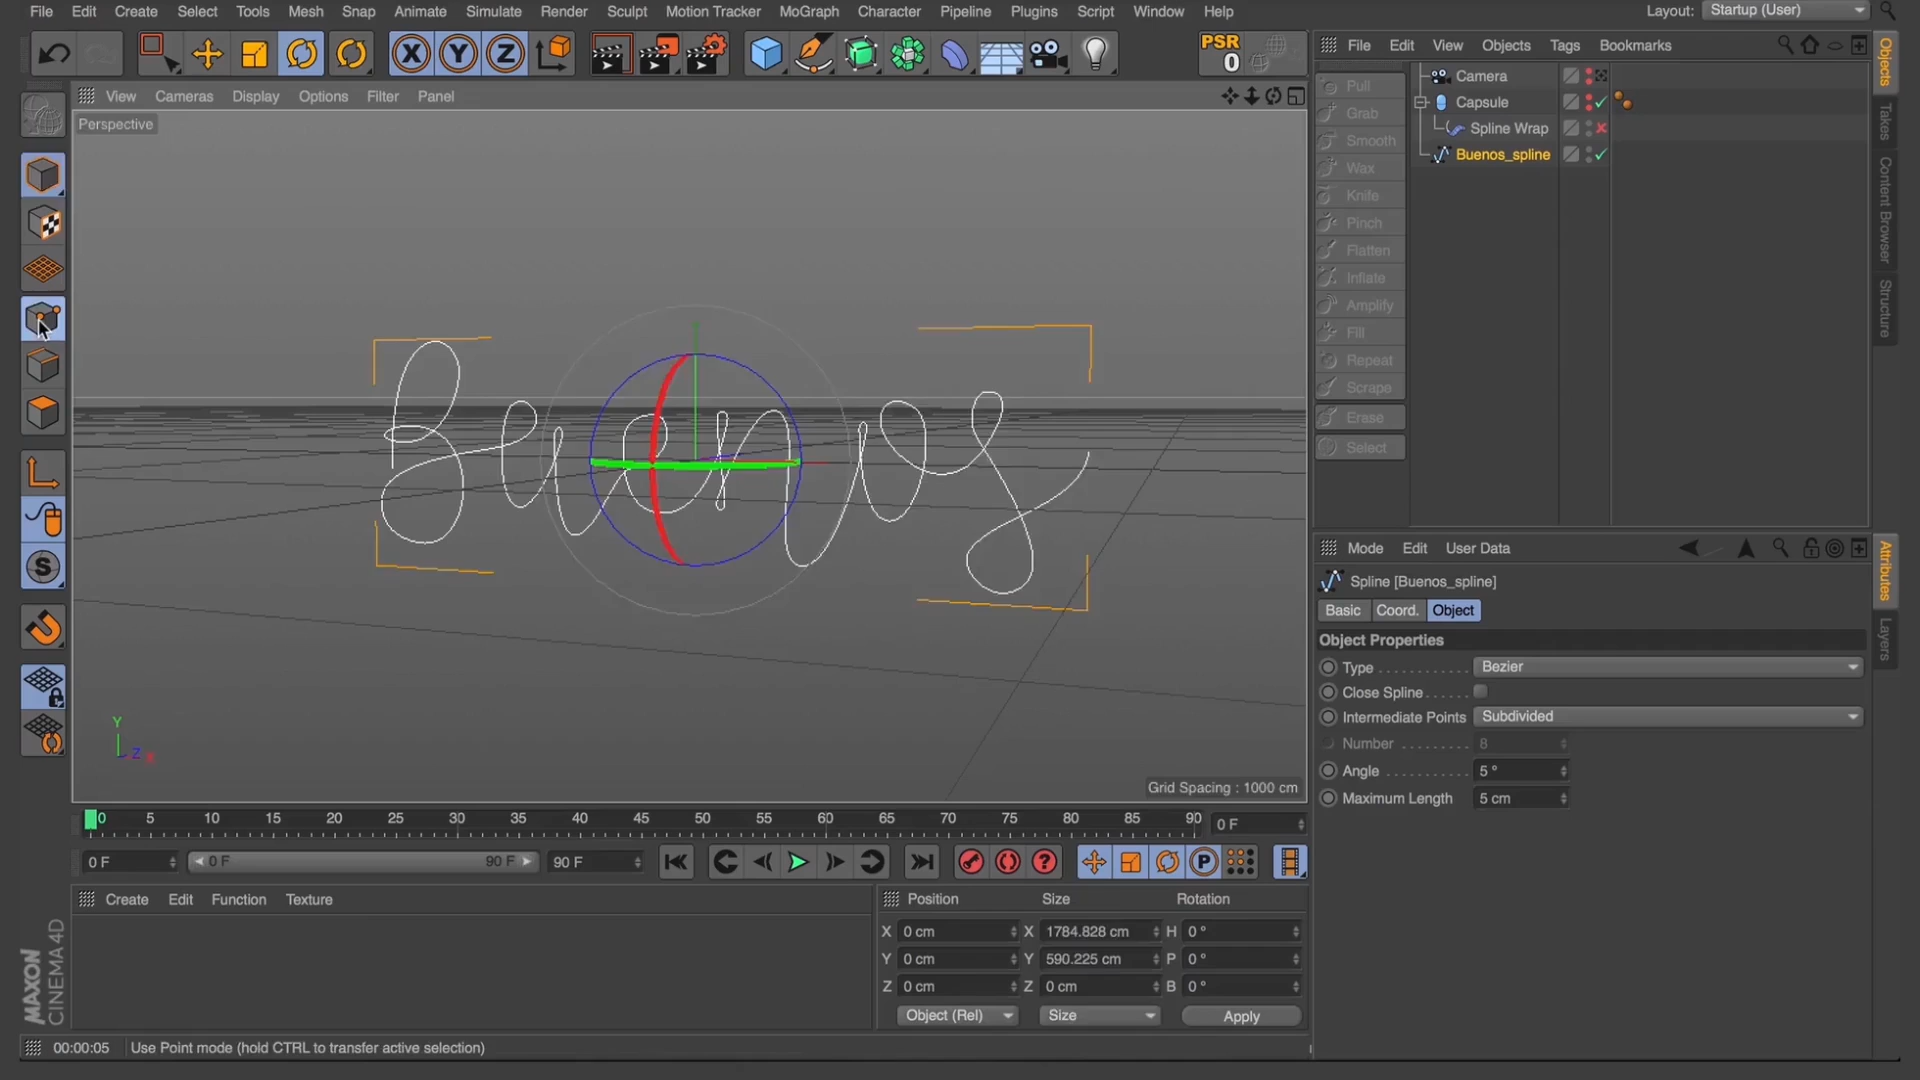 File Edit Create Select Tools Mesh Snap Animate Simulate Render Sculpt Motion Tracker MoGraph Character Pipeline Plugins Script Window Help Layout: Startup (User)
X Y Z PSR 0
File Edit View Objects Tags Bookmarks
View Cameras Display Options Filter Panel
Perspective
Buenos
Y
Z
X
Grid Spacing : 1000 cm
Pull
Grab
Smooth
Wax
Knife
Pinch
Flatten
Inflate
Amplify
Fill
Repeat
Scrape
Erase
Select
Camera
Capsule
Spline Wrap
Buenos_spline
Objects
Takes
Content Browser
Structure
Mode Edit User Data
Spline [Buenos_spline]
Basic Coord. Object
Object Properties
Type Bezier
Close Spline
Intermediate Points Subdivided
Number 8
Angle 5 °
Maximum Length 5 cm
Attributes
Layers
0 5 10 15 20 25 30 35 40 45 50 55 60 65 70 75 80 85 90 0 F
0 F 0 F 90 F 90 F
P
S
Create Edit Function Texture
Position Size Rotation
X 0 cm X 1784.828 cm H 0 °
Y 0 cm Y 590.225 cm P 0 °
Z 0 cm Z 0 cm B 0 °
Object (Rel) Size Apply
MAXON
CINEMA 4D
00:00:05 Use Point mode (hold CTRL to transfer active selection)